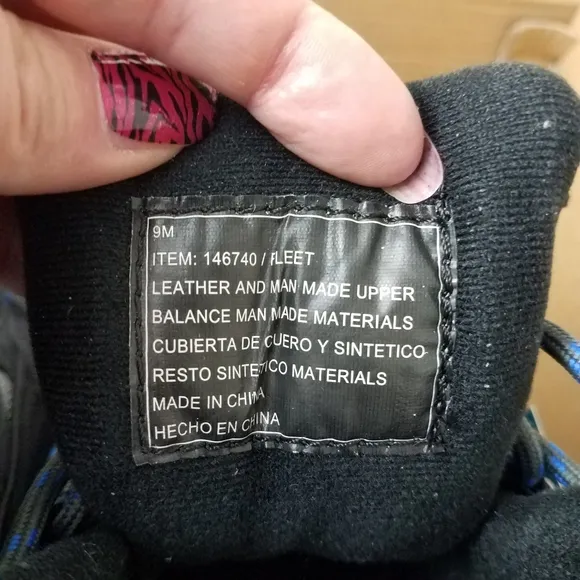 9M
ITEM: 146740 / FLEET
LEATHER AND MAN MADE UPPER
BALANCE MAN MADE MATERIALS
CUBIERTA DE CUERO Y SINTETICO
RESTO SINTETICO MATERIALS
MADE IN CHINA
HECHO EN CHINA